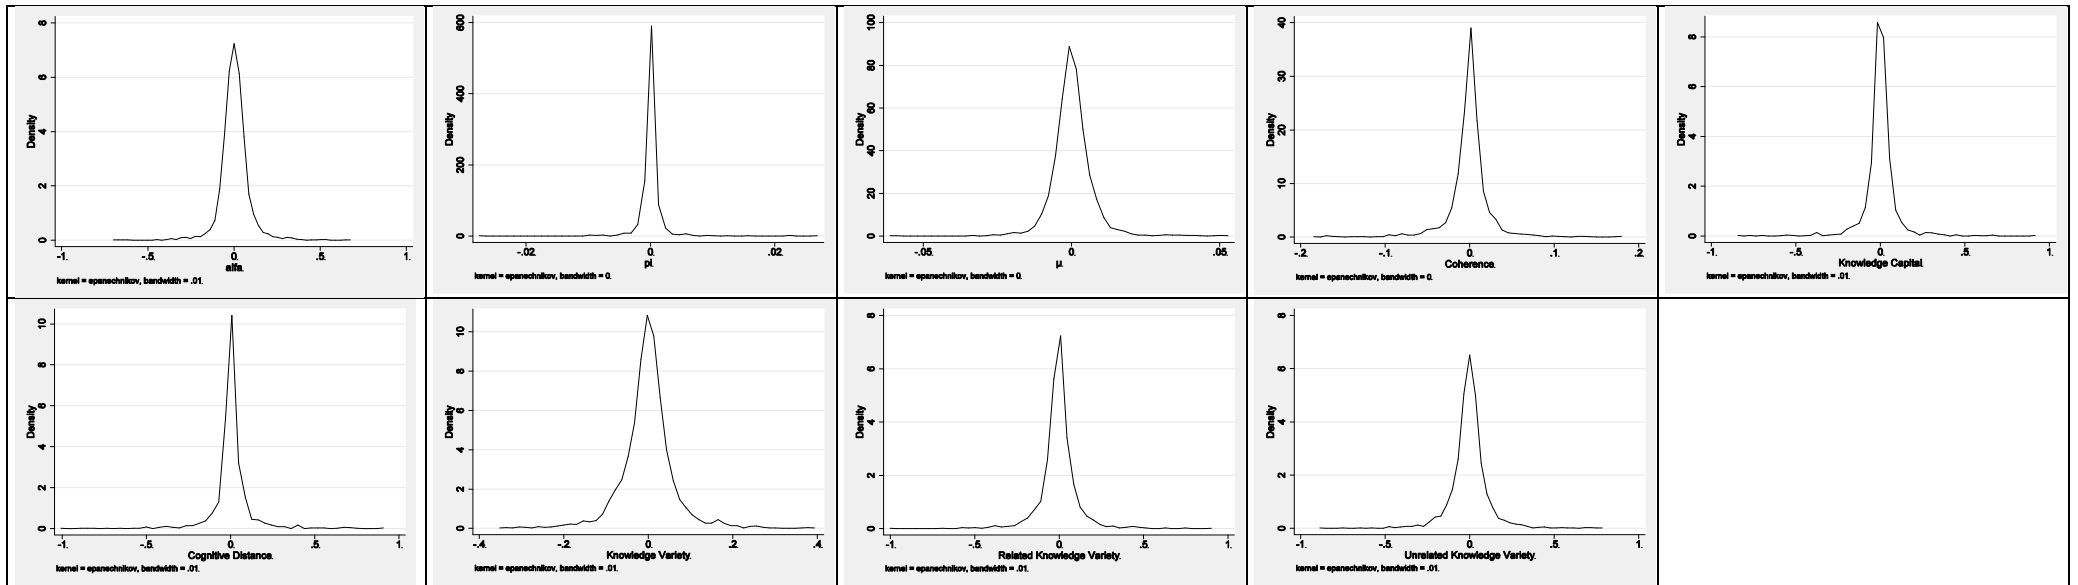 8
6
4
2
0
Density
-1. -.5 0. .5. 1.
alfa.
kernel = epanechnikov, bandwidth = .01.
600
400
200
0
Density
-.02 0. .02
pi.
kernel = epanechnikov, bandwidth = 0.
100
80
60
40
20
0
Density
-.05 0. .05
μ.
kernel = epanechnikov, bandwidth = 0.
40
30
20
10
0
Density
-.2 -.1. 0. .1. .2
Coherence.
kernel = epanechnikov, bandwidth = 0.
8
6
4
2
0
Density
-1. -.5 0. .5. 1.
Knowledge Capital.
kernel = epanechnikov, bandwidth = .01.
10
8
6
4
2
0
Density
-1. -.5 0. .5. 1.
Cognitive Distance.
kernel = epanechnikov, bandwidth = .01.
10
8
6
4
2
0
Density
-.4 -.2 0. .2 .4
Knowledge Variety.
kernel = epanechnikov, bandwidth = .01.
8
6
4
2
0
Density
-1. -.5 0. .5. 1.
Related Knowledge Variety.
kernel = epanechnikov, bandwidth = .01.
8
6
4
2
0
Density
-1. -.5 0. .5. 1.
Unrelated Knowledge Variety.
kernel = epanechnikov, bandwidth = .01.